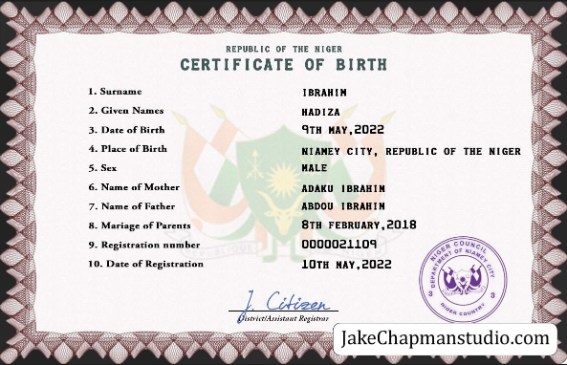 REPUBLIC OF THE NIGER
CERTIFICATE OF BIRTH
1. Surname IBRAHIM
2. Given Names HADIZA
3. Date of Birth 9TH MAY,2022
4. Place of Birth NIAMEY CITY, REPUBLIC OF THE NIGER
5. Sex MALE
6. Name of Mother ADAKU IBRAHIM
7. Name of Father ABDOU IBRAHIM
8. Mariage of Parents 8TH FEBRUARY,2018
9. Registration number 0000021109
10. Date of Registration 10TH MAY,2022
NIGER COUNCIL
DEPARTMENT OF NIAMEY CITY
NIGER COUNTRY
J. Citizen
District/Assistant Registrar
JakeChapmanstudio.com